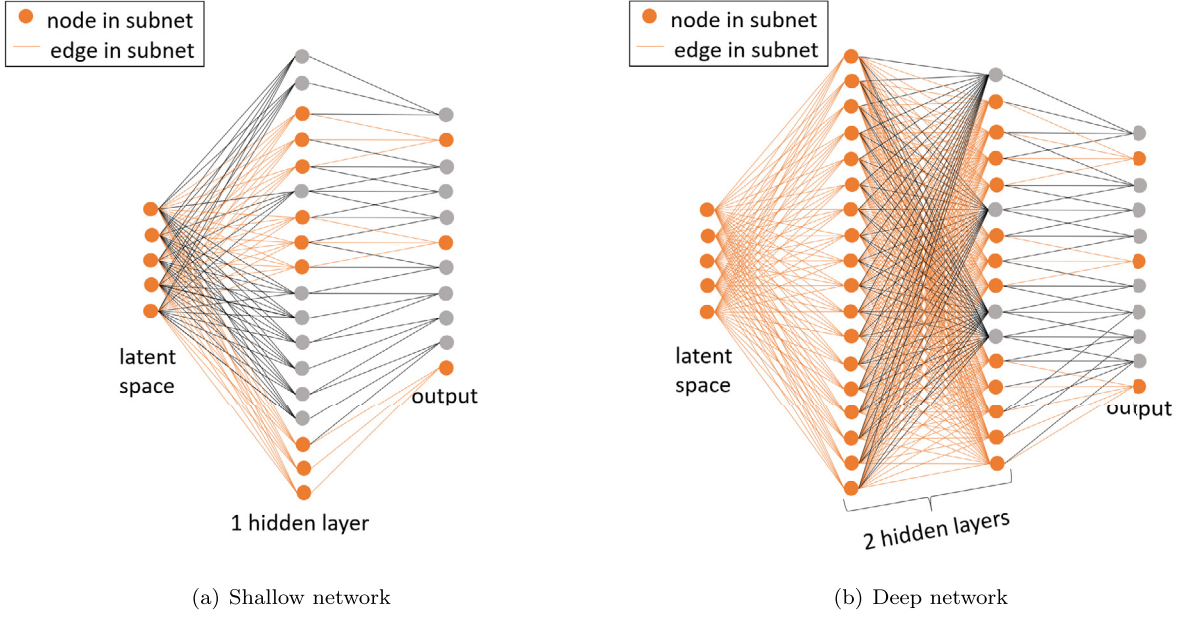 node in subnet
edge in subnet
latent
space
output
1 hidden layer
(a) Shallow network
node in subnet
edge in subnet
latent
space
output
2 hidden layers
(b) Deep network